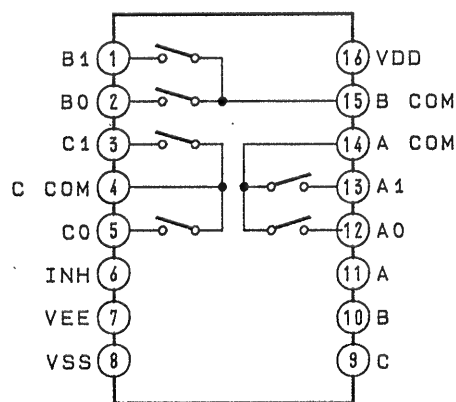 B1 1 16 VDD
B0 2 15 B COM
C1 3 14 A COM
C COM 4 13 A1
C0 5 12 A0
INH 6 11 A
VEE 7 10 B
VSS 8 9 C